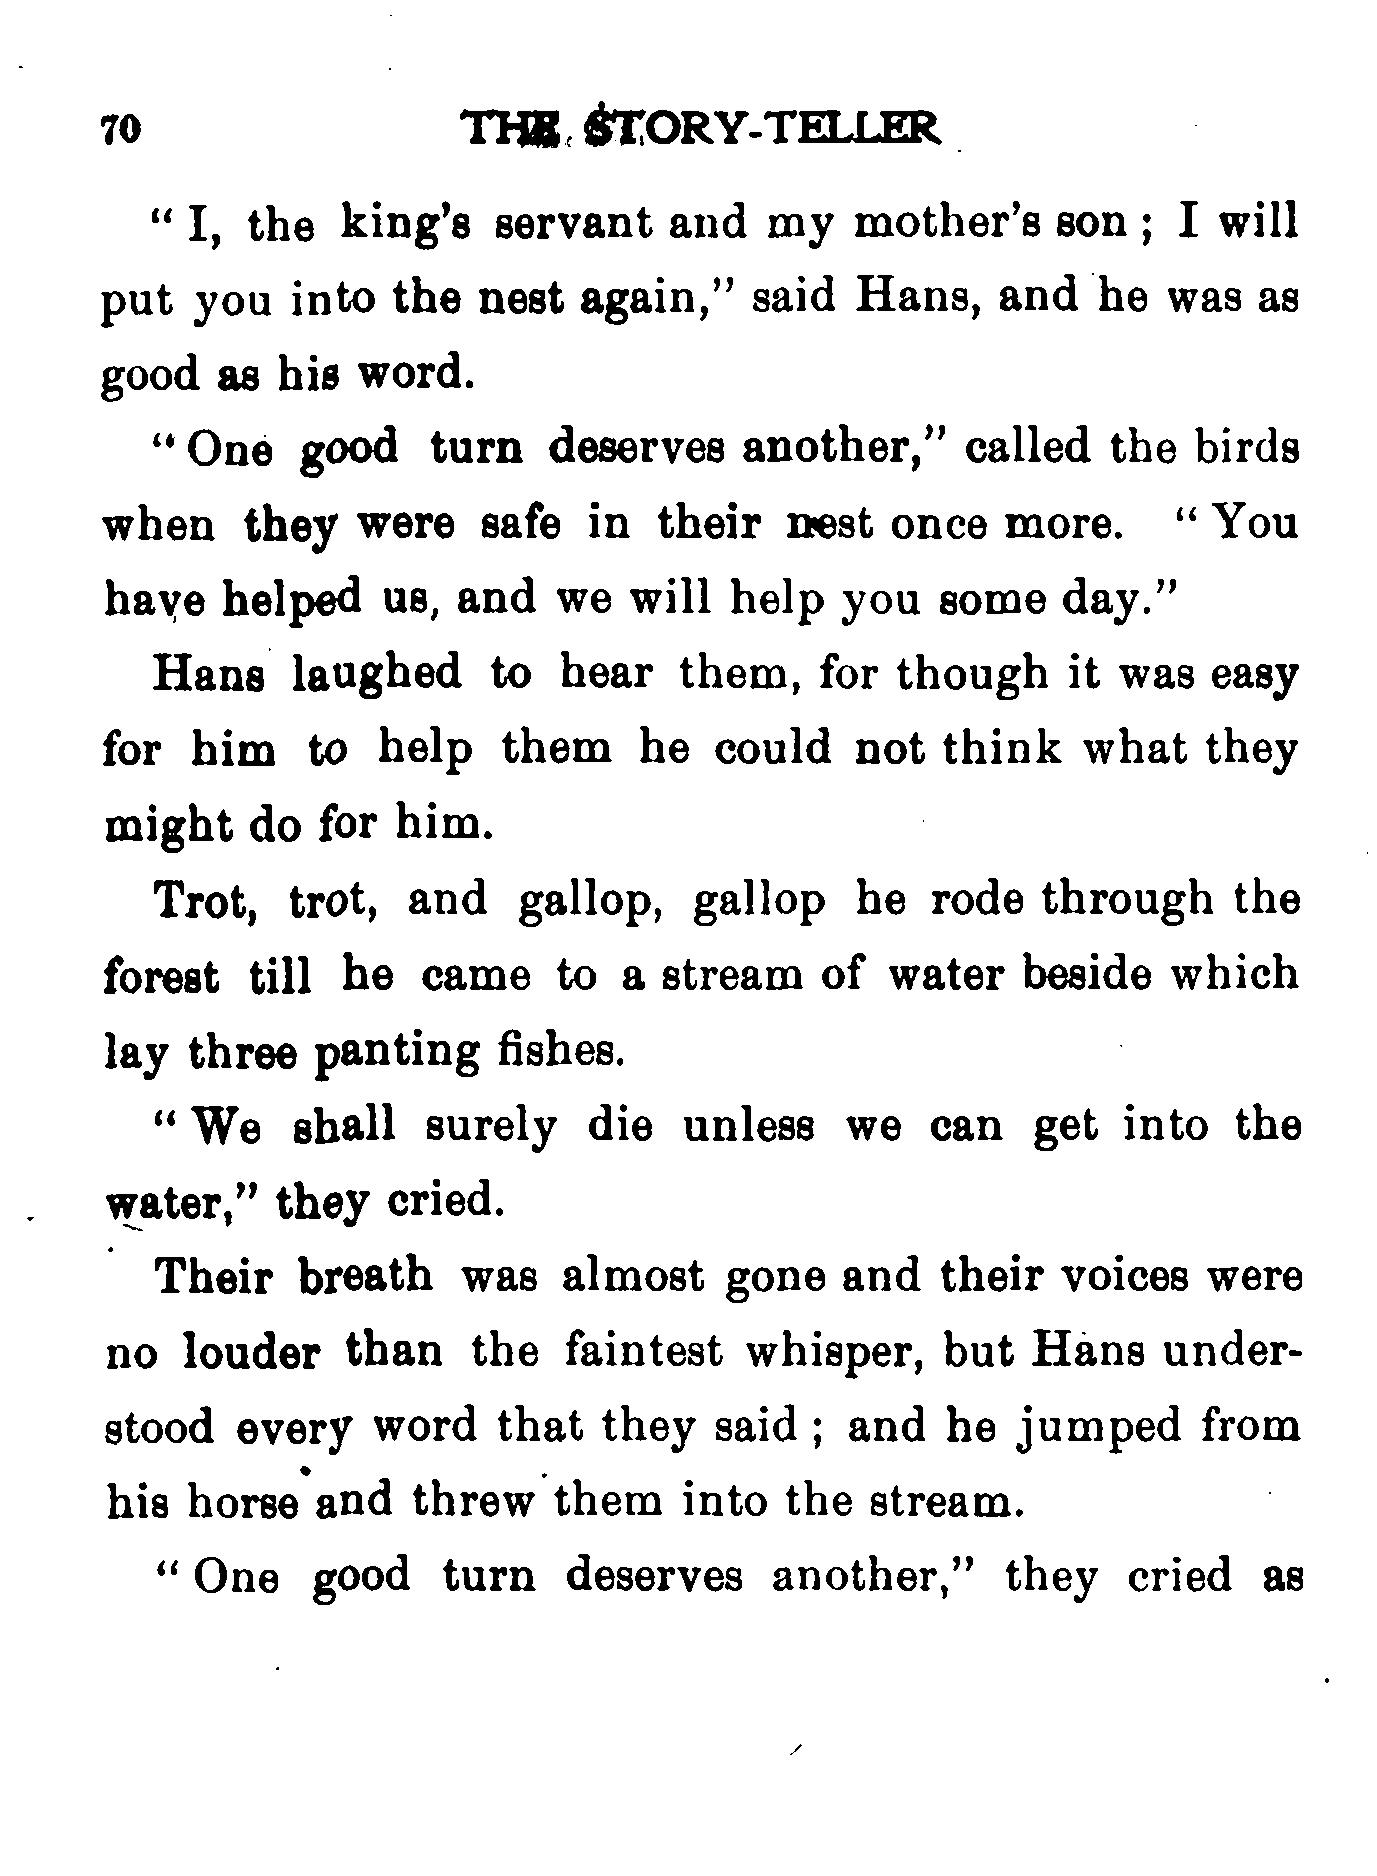 70 THE STORY-TELLER
" I, the king's servant and my mother's son ; I will
put you into the nest again," said Hans, and he was as
good as his word.
" One good turn deserves another," called the birds
when they were safe in their nest once more. " You
have helped us, and we will help you some day."
Hans laughed to hear them, for though it was easy
for him to help them he could not think what they
might do for him.
Trot, trot, and gallop, gallop he rode through the
forest till he came to a stream of water beside which
lay three panting fishes.
" We shall surely die unless we can get into the
water," they cried.
Their breath was almost gone and their voices were
no louder than the faintest whisper, but Hans under-
stood every word that they said ; and he jumped from
his horse and threw them into the stream.
" One good turn deserves another," they cried as